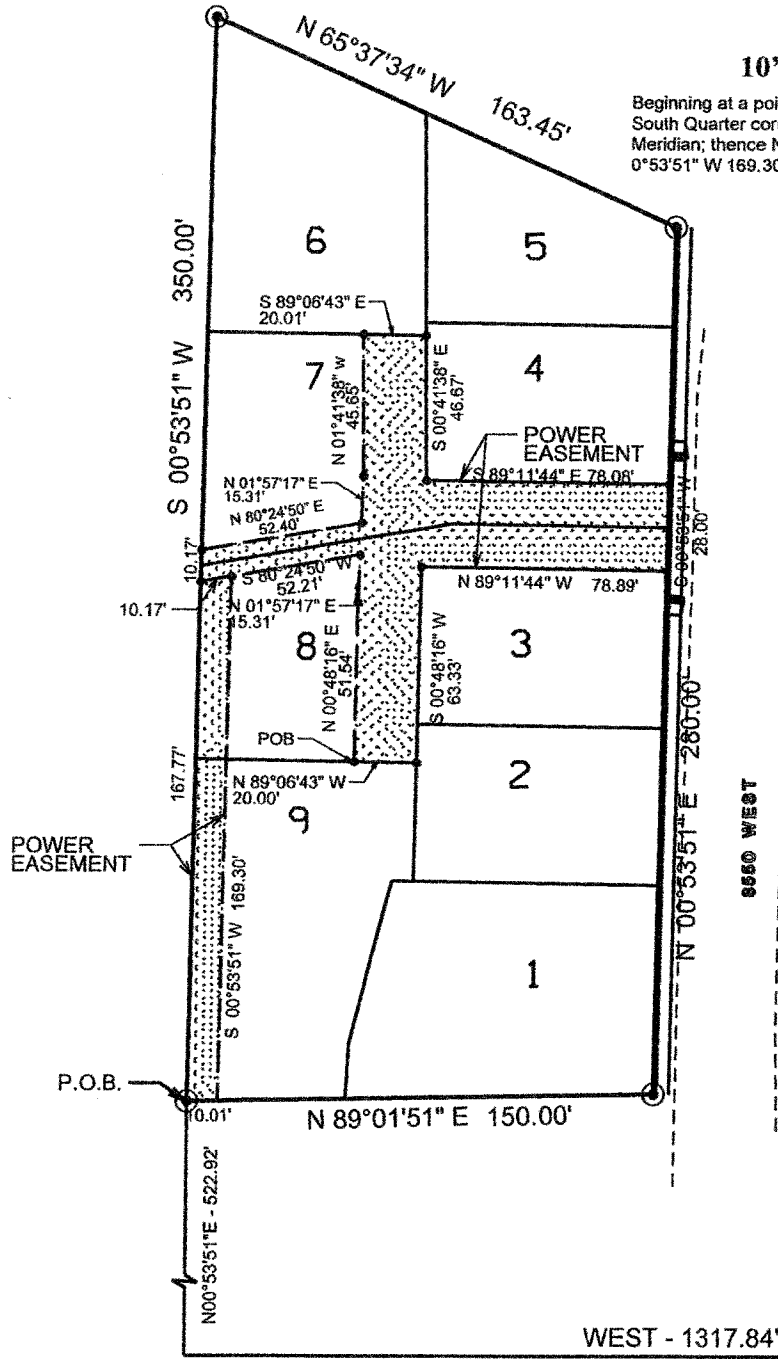 N 65°37'34" W 163.45'
10'
Beginning at a poi
South Quarter cor
Meridian; thence N
0°53'51" W 169.30
S 00°53'51" W 350.00'
6
5
S 89°06'43" E
20.01'
7
4
N 01°41'38" W
45.65'
S 00°41'38" E
46.67'
POWER
EASEMENT
S 89°11'44" E 78.08'
N 01°57'17" E
15.31'
N 80°24'50" E
52.40'
S 00°53'51" W
28.00'
10.17'
S 80°24'50" W
52.21'
N 89°11'44" W 78.89'
10.17'
N 01°57'17" E
15.31'
8
3
N 00°48'16" E
51.54'
S 00°48'16" W
63.33'
POB
N 89°06'43" W
20.00'
167.77'
9
2
N 00°53'51" E - 280.00'
8550 WEST
POWER
EASEMENT
S 00°53'51" W 169.30'
1
P.O.B.
10.01'
N 89°01'51" E 150.00'
N00°53'51"E - 522.92'
WEST - 1317.84'